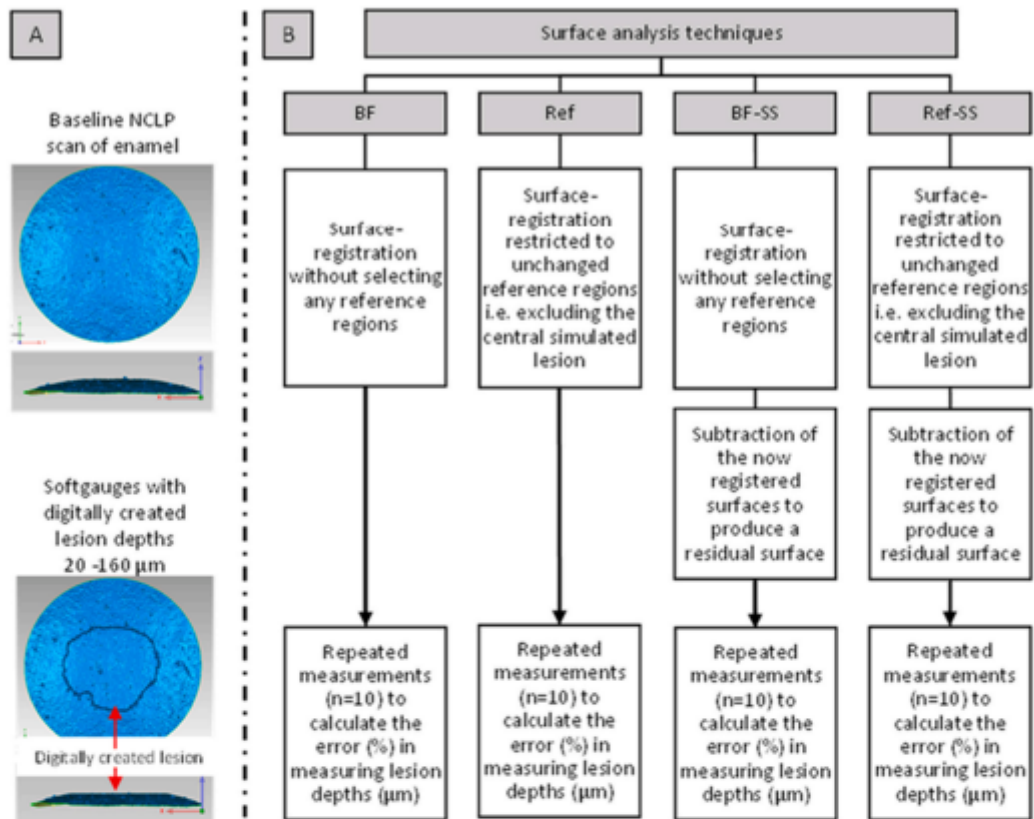 A
Baseline NCLP
scan of enamel
Softgauges with
digitally created
lesion depths
20 -160 µm
Digitally created lesion
B
Surface analysis techniques
BF
Surface-
registration
without selecting
any reference
regions
Repeated
measurements
(n=10) to
calculate the
error (%) in
measuring lesion
depths (µm)
Ref
Surface-
registration
restricted to
unchanged
reference regions
i.e. excluding the
central simulated
lesion
Repeated
measurements
(n=10) to
calculate the
error (%) in
measuring lesion
depths (µm)
BF-SS
Surface-
registration
without selecting
any reference
regions
Subtraction of
the now
registered
surfaces to
produce a
residual surface
Repeated
measurements
(n=10) to
calculate the
error (%) in
measuring lesion
depths (µm)
Ref-SS
Surface-
registration
restricted to
unchanged
reference regions
i.e. excluding the
central simulated
lesion
Subtraction of
the now
registered
surfaces to
produce a
residual surface
Repeated
measurements
(n=10) to
calculate the
error (%) in
measuring lesion
depths (µm)